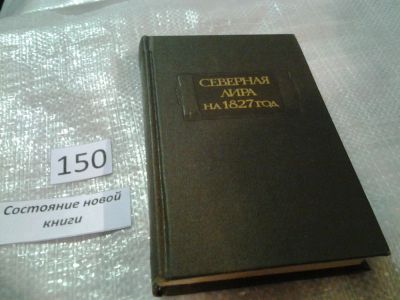 СЕВЕРНАЯ
ЛИРА
НА 1827 ГОД
150
Состояние новой
книги